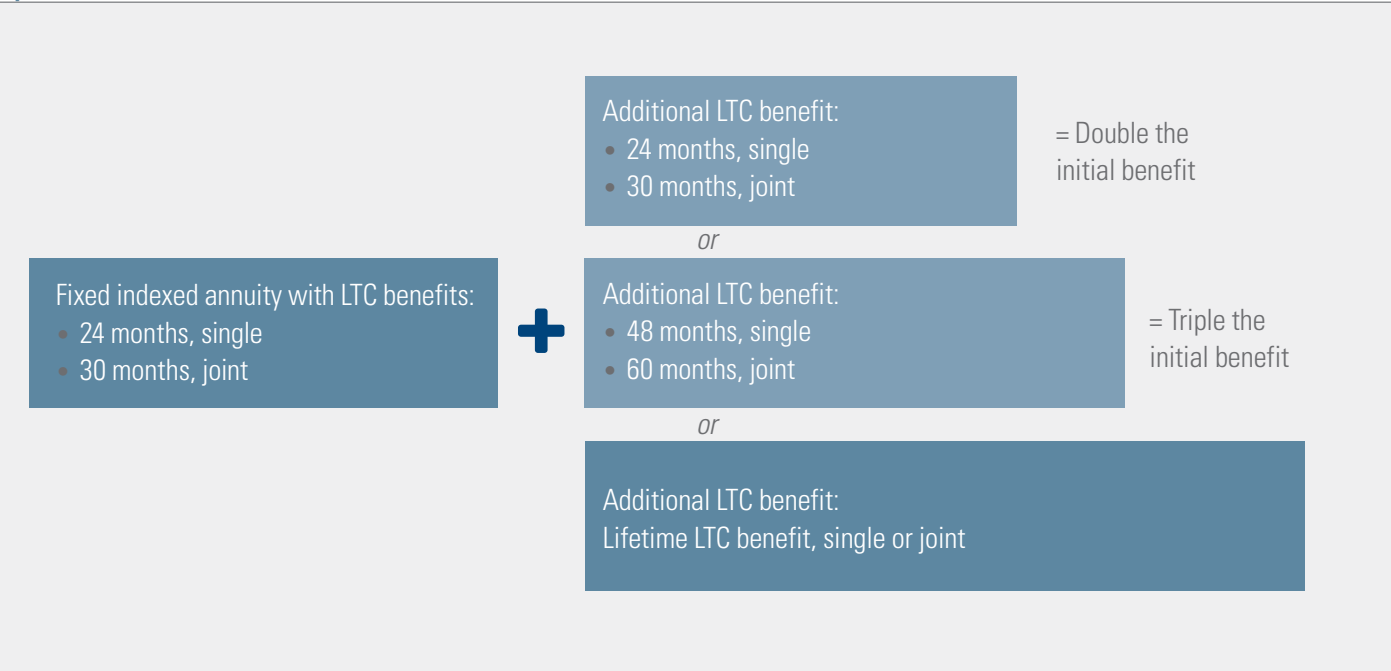 Additional LTC benefit:
• 24 months, single
• 30 months, joint
= Double the
initial benefit
or
Fixed indexed annuity with LTC benefits:
• 24 months, single
• 30 months, joint
Additional LTC benefit:
• 48 months, single
• 60 months, joint
= Triple the
initial benefit
or
Additional LTC benefit:
Lifetime LTC benefit, single or joint